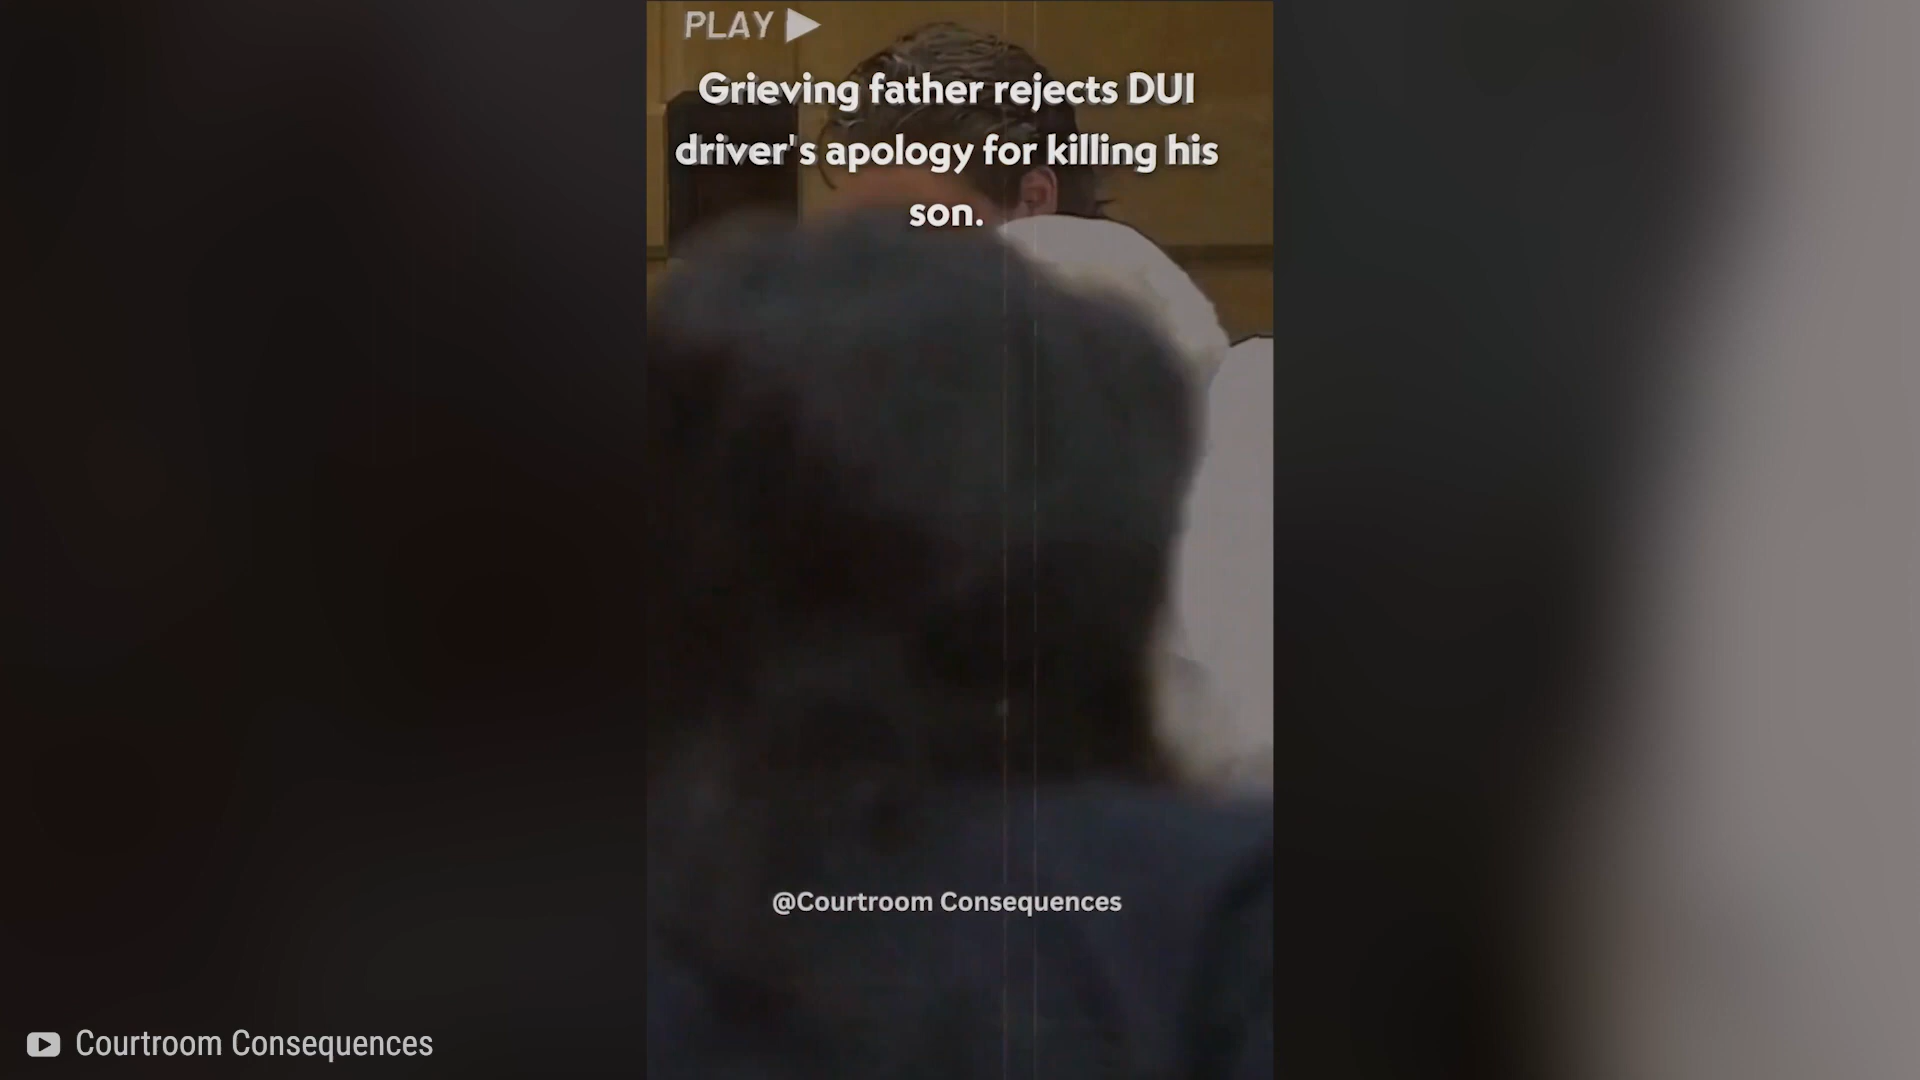 PLAY
Grieving father rejects DUI
driver's apology for killing his
son.
@Courtroom Consequences
Courtroom Consequences